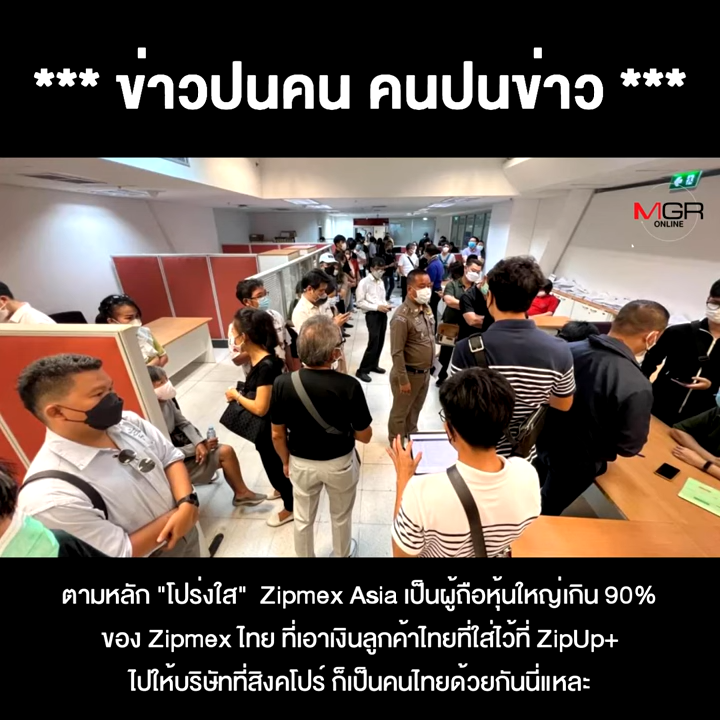 *** ข่าวปนคน คนปนข่าว ***
MGR
ONLINE
ตามหลัก "โปร่งใส" Zipmex Asia เป็นผู้ถือหุ้นใหญ่เกิน 90%
ของ Zipmex ไทย ที่เอาเงินลูกค้าไทยที่ใส่ไว้ที่ ZipUp+
ไปให้บริษัทที่สิงคโปร์ ก็เป็นคนไทยด้วยกันนี่แหละ